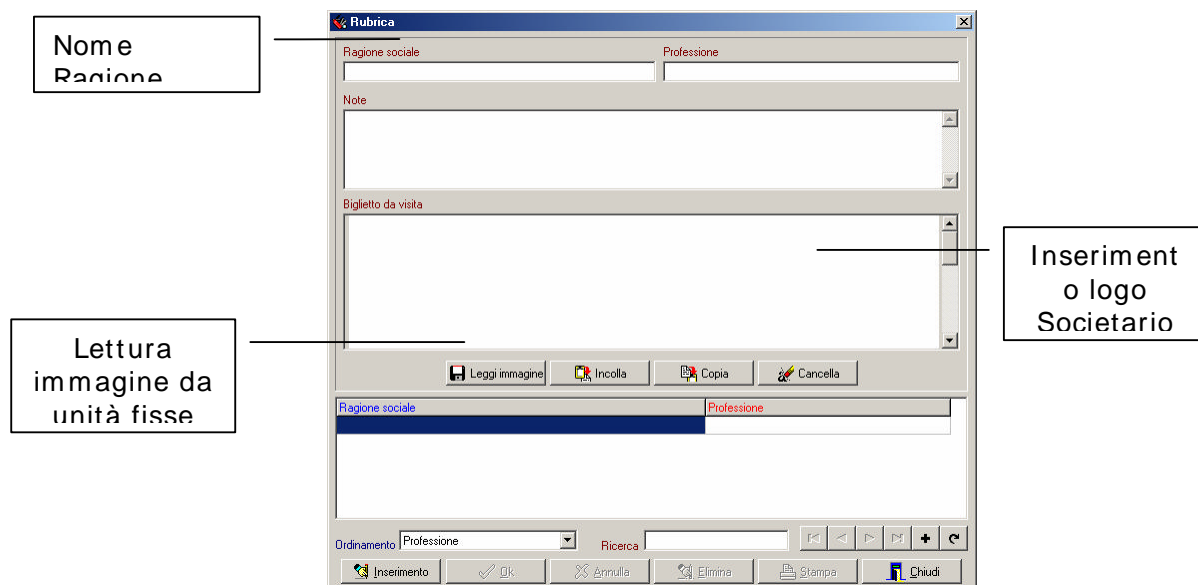 Nome
Ragione
Rubrica
Ragione sociale Professione
Note
Biglietto da visita
Inseriment
o logo
Societario
Lettura
immagine da
unità fisse
Leggi immagine Incolla Copia Cancella
Ragione sociale Professione
Ordinamento Professione Ricerca
Inserimento Ok Annulla Elimina Stampa Chiudi